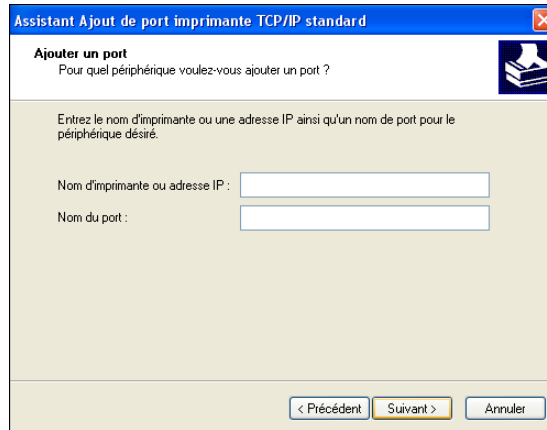 Assistant Ajout de port imprimante TCP/IP standard
Ajouter un port
Pour quel périphérique voulez-vous ajouter un port ?
Entrez le nom d'imprimante ou une adresse IP ainsi qu'un nom de port pour le
périphérique désiré.
Nom d'imprimante ou adresse IP :
Nom du port :
< Précédent Suivant > Annuler